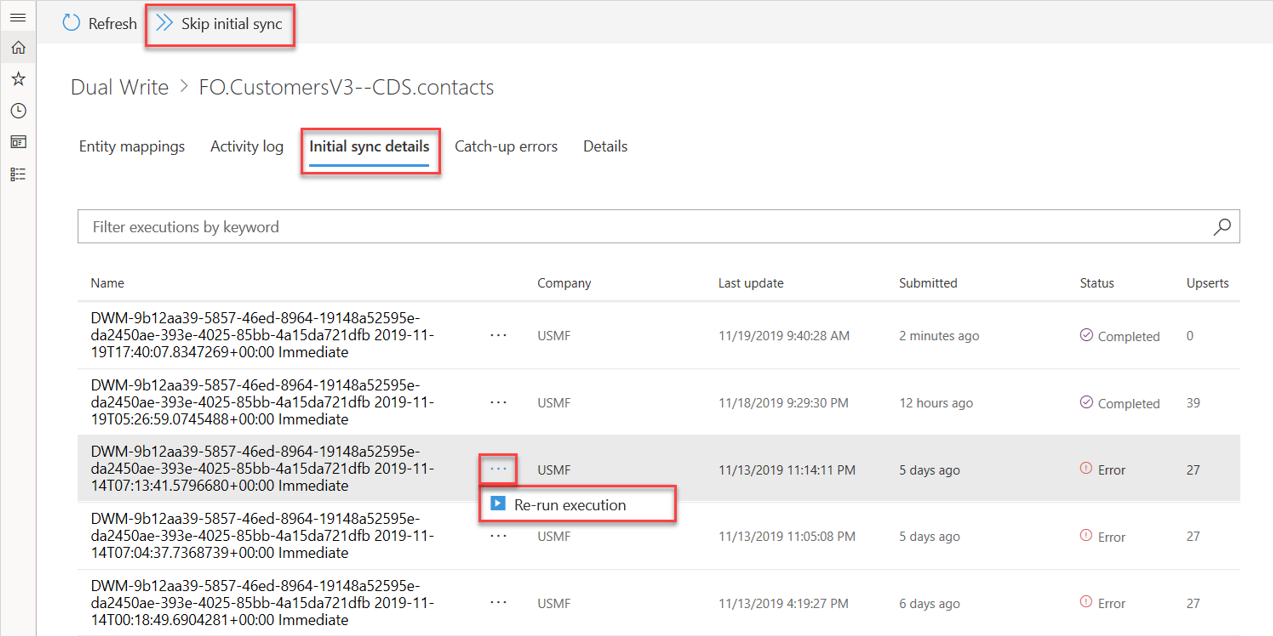 Refresh
Skip initial sync
Dual Write > FO.CustomersV3--CDS.contacts
Entity mappings Activity log Initial sync details Catch-up errors Details
Filter executions by keyword
Name Company Last update Submitted Status Upserts
DWM-9b12aa39-5857-46ed-8964-19148a52595e-
da2450ae-393e-4025-85bb-4a15da721dfb 2019-11-
19T17:40:07.8347269+00:00 Immediate
··· USMF 11/19/2019 9:40:28 AM 2 minutes ago Completed 0
DWM-9b12aa39-5857-46ed-8964-19148a52595e-
da2450ae-393e-4025-85bb-4a15da721dfb 2019-11-
19T05:26:59.0745488+00:00 Immediate
··· USMF 11/18/2019 9:29:30 PM 12 hours ago Completed 39
DWM-9b12aa39-5857-46ed-8964-19148a52595e-
da2450ae-393e-4025-85bb-4a15da721dfb 2019-11-
14T07:13:41.5796680+00:00 Immediate
··· USMF 11/13/2019 11:14:11 PM 5 days ago Error 27
Re-run execution
DWM-9b12aa39-5857-46ed-8964-19148a52595e-
da2450ae-393e-4025-85bb-4a15da721dfb 2019-11-
14T07:04:37.7368739+00:00 Immediate
··· USMF 11/13/2019 11:05:08 PM 5 days ago Error 27
DWM-9b12aa39-5857-46ed-8964-19148a52595e-
da2450ae-393e-4025-85bb-4a15da721dfb 2019-11-
14T00:18:49.6904281+00:00 Immediate
··· USMF 11/13/2019 4:19:27 PM 6 days ago Error 27